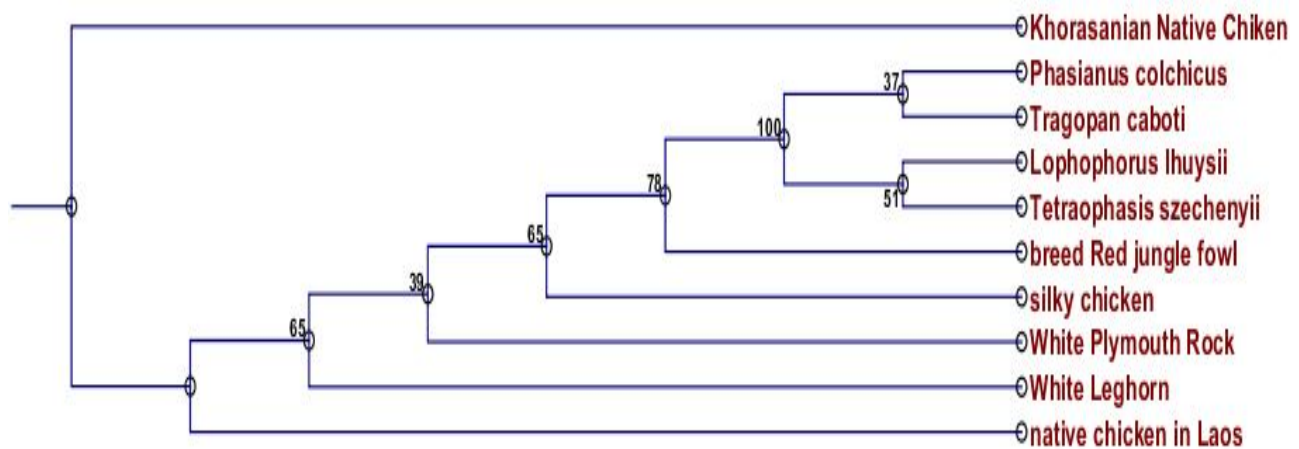 Khorasanian Native Chiken
Phasianus colchicus
37
Tragopan caboti
100
Lophophorus lhuysii
78
51
Tetraophasis szechenyii
65
breed Red jungle fowl
39
silky chicken
65
White Plymouth Rock
White Leghorn
native chicken in Laos